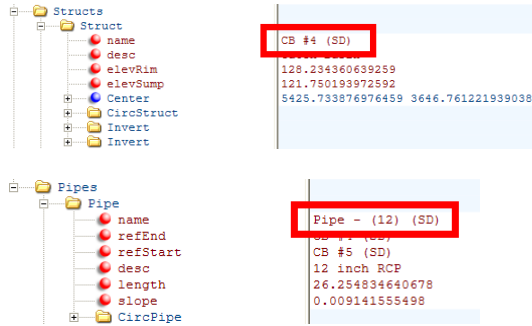 Structs
Struct
name CB #4 (SD)
desc
elevRim 128.234360639259
elevSump 121.750193972592
Center 5425.733876976459 3646.761221939038
CircStruct
Invert
Invert
Pipes
Pipe
name Pipe - (12) (SD)
refEnd
refStart CB #5 (SD)
desc 12 inch RCP
length 26.254834640678
slope 0.009141555498
CircPipe